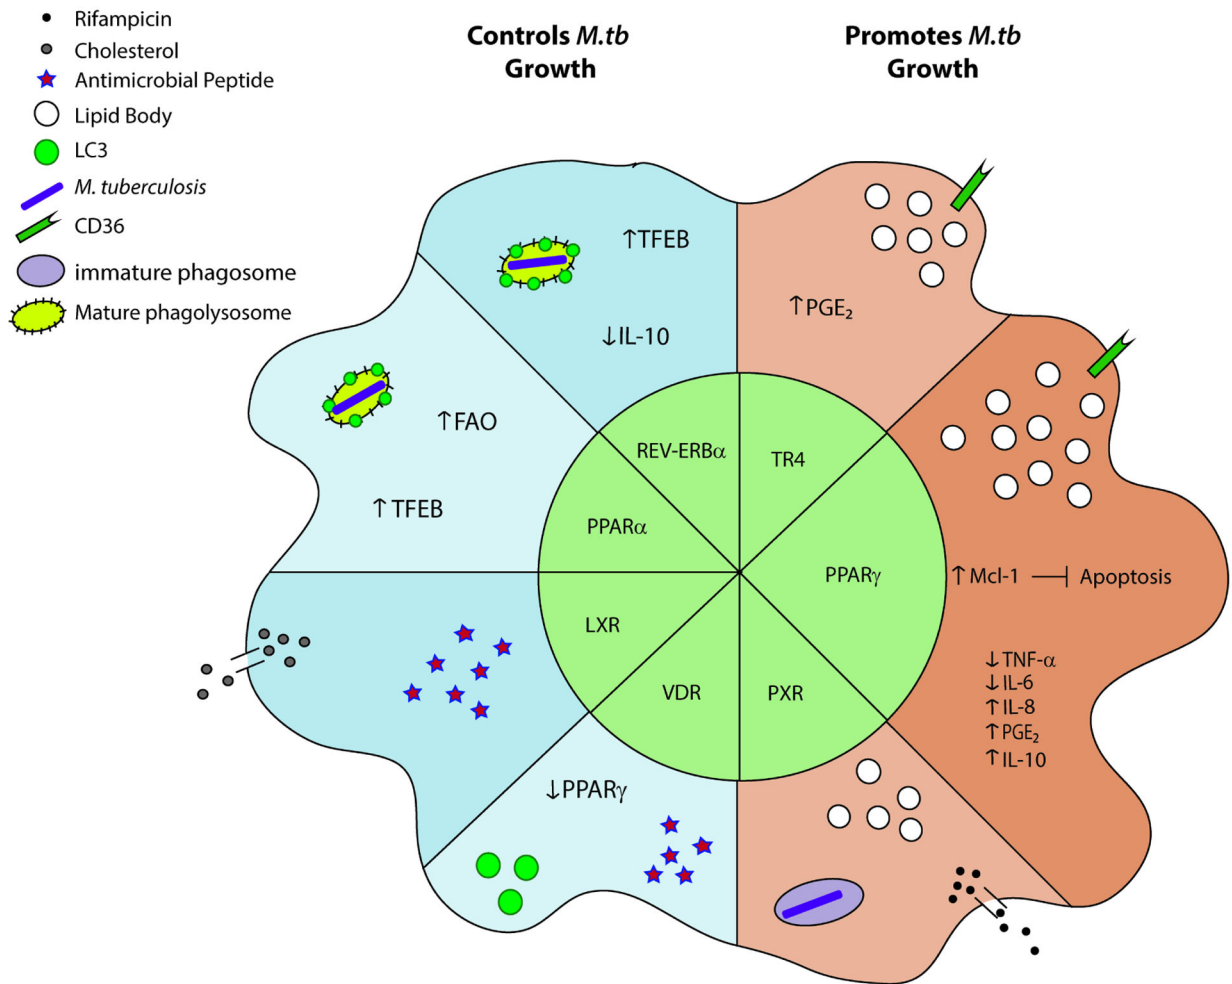 Rifampicin
Cholesterol
Antimicrobial Peptide
Lipid Body
LC3
M. tuberculosis
CD36
immature phagosome
Mature phagolysosome
Controls M.tb
Growth
Promotes M.tb
Growth
↑TFEB
↓IL-10
↑PGE₂
↑FAO
↑TFEB
REV-ERBα
TR4
PPARα
PPARγ
LXR
VDR
PXR
↑Mcl-1 ⊣ Apoptosis
↓TNF-α
↓IL-6
↑IL-8
↑PGE₂
↑IL-10
↓PPARγ